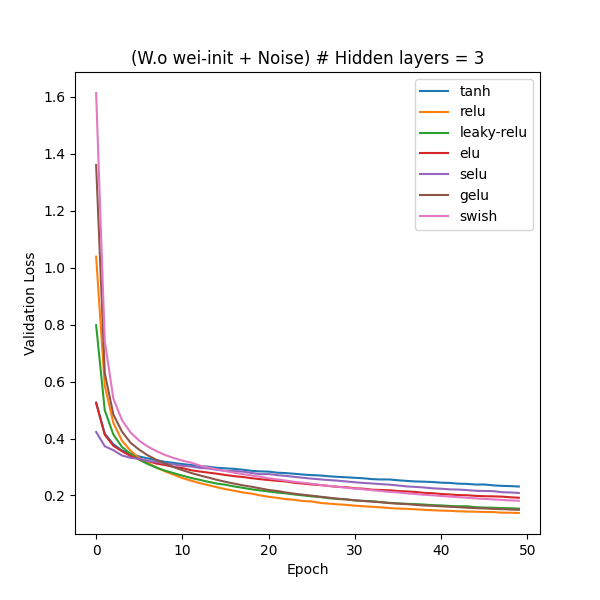 (W.o wei-init + Noise) # Hidden layers = 3
tanh
relu
leaky-relu
elu
selu
gelu
swish
Validation Loss
1.6
1.4
1.2
1.0
0.8
0.6
0.4
0.2
0 10 20 30 40 50
Epoch